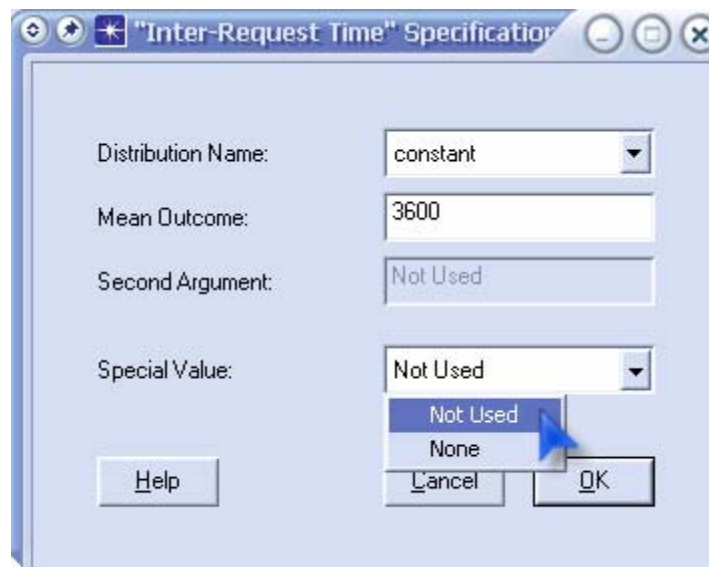 "Inter-Request Time" Specification
Distribution Name: constant
Mean Outcome: 3600
Second Argument: Not Used
Special Value: Not Used
Not Used
None
Help Cancel OK